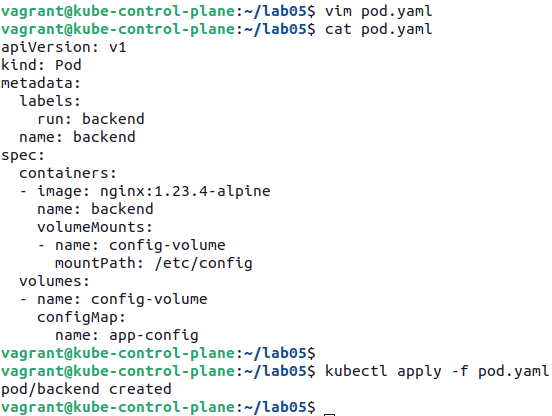 vagrant@kube-control-plane:~/lab05$ vim pod.yaml
vagrant@kube-control-plane:~/lab05$ cat pod.yaml
apiVersion: v1
kind: Pod
metadata:
  labels:
    run: backend
  name: backend
spec:
  containers:
  - image: nginx:1.23.4-alpine
    name: backend
    volumeMounts:
    - name: config-volume
      mountPath: /etc/config
  volumes:
  - name: config-volume
    configMap:
      name: app-config
vagrant@kube-control-plane:~/lab05$
vagrant@kube-control-plane:~/lab05$ kubectl apply -f pod.yaml
pod/backend created
vagrant@kube-control-plane:~/lab05$